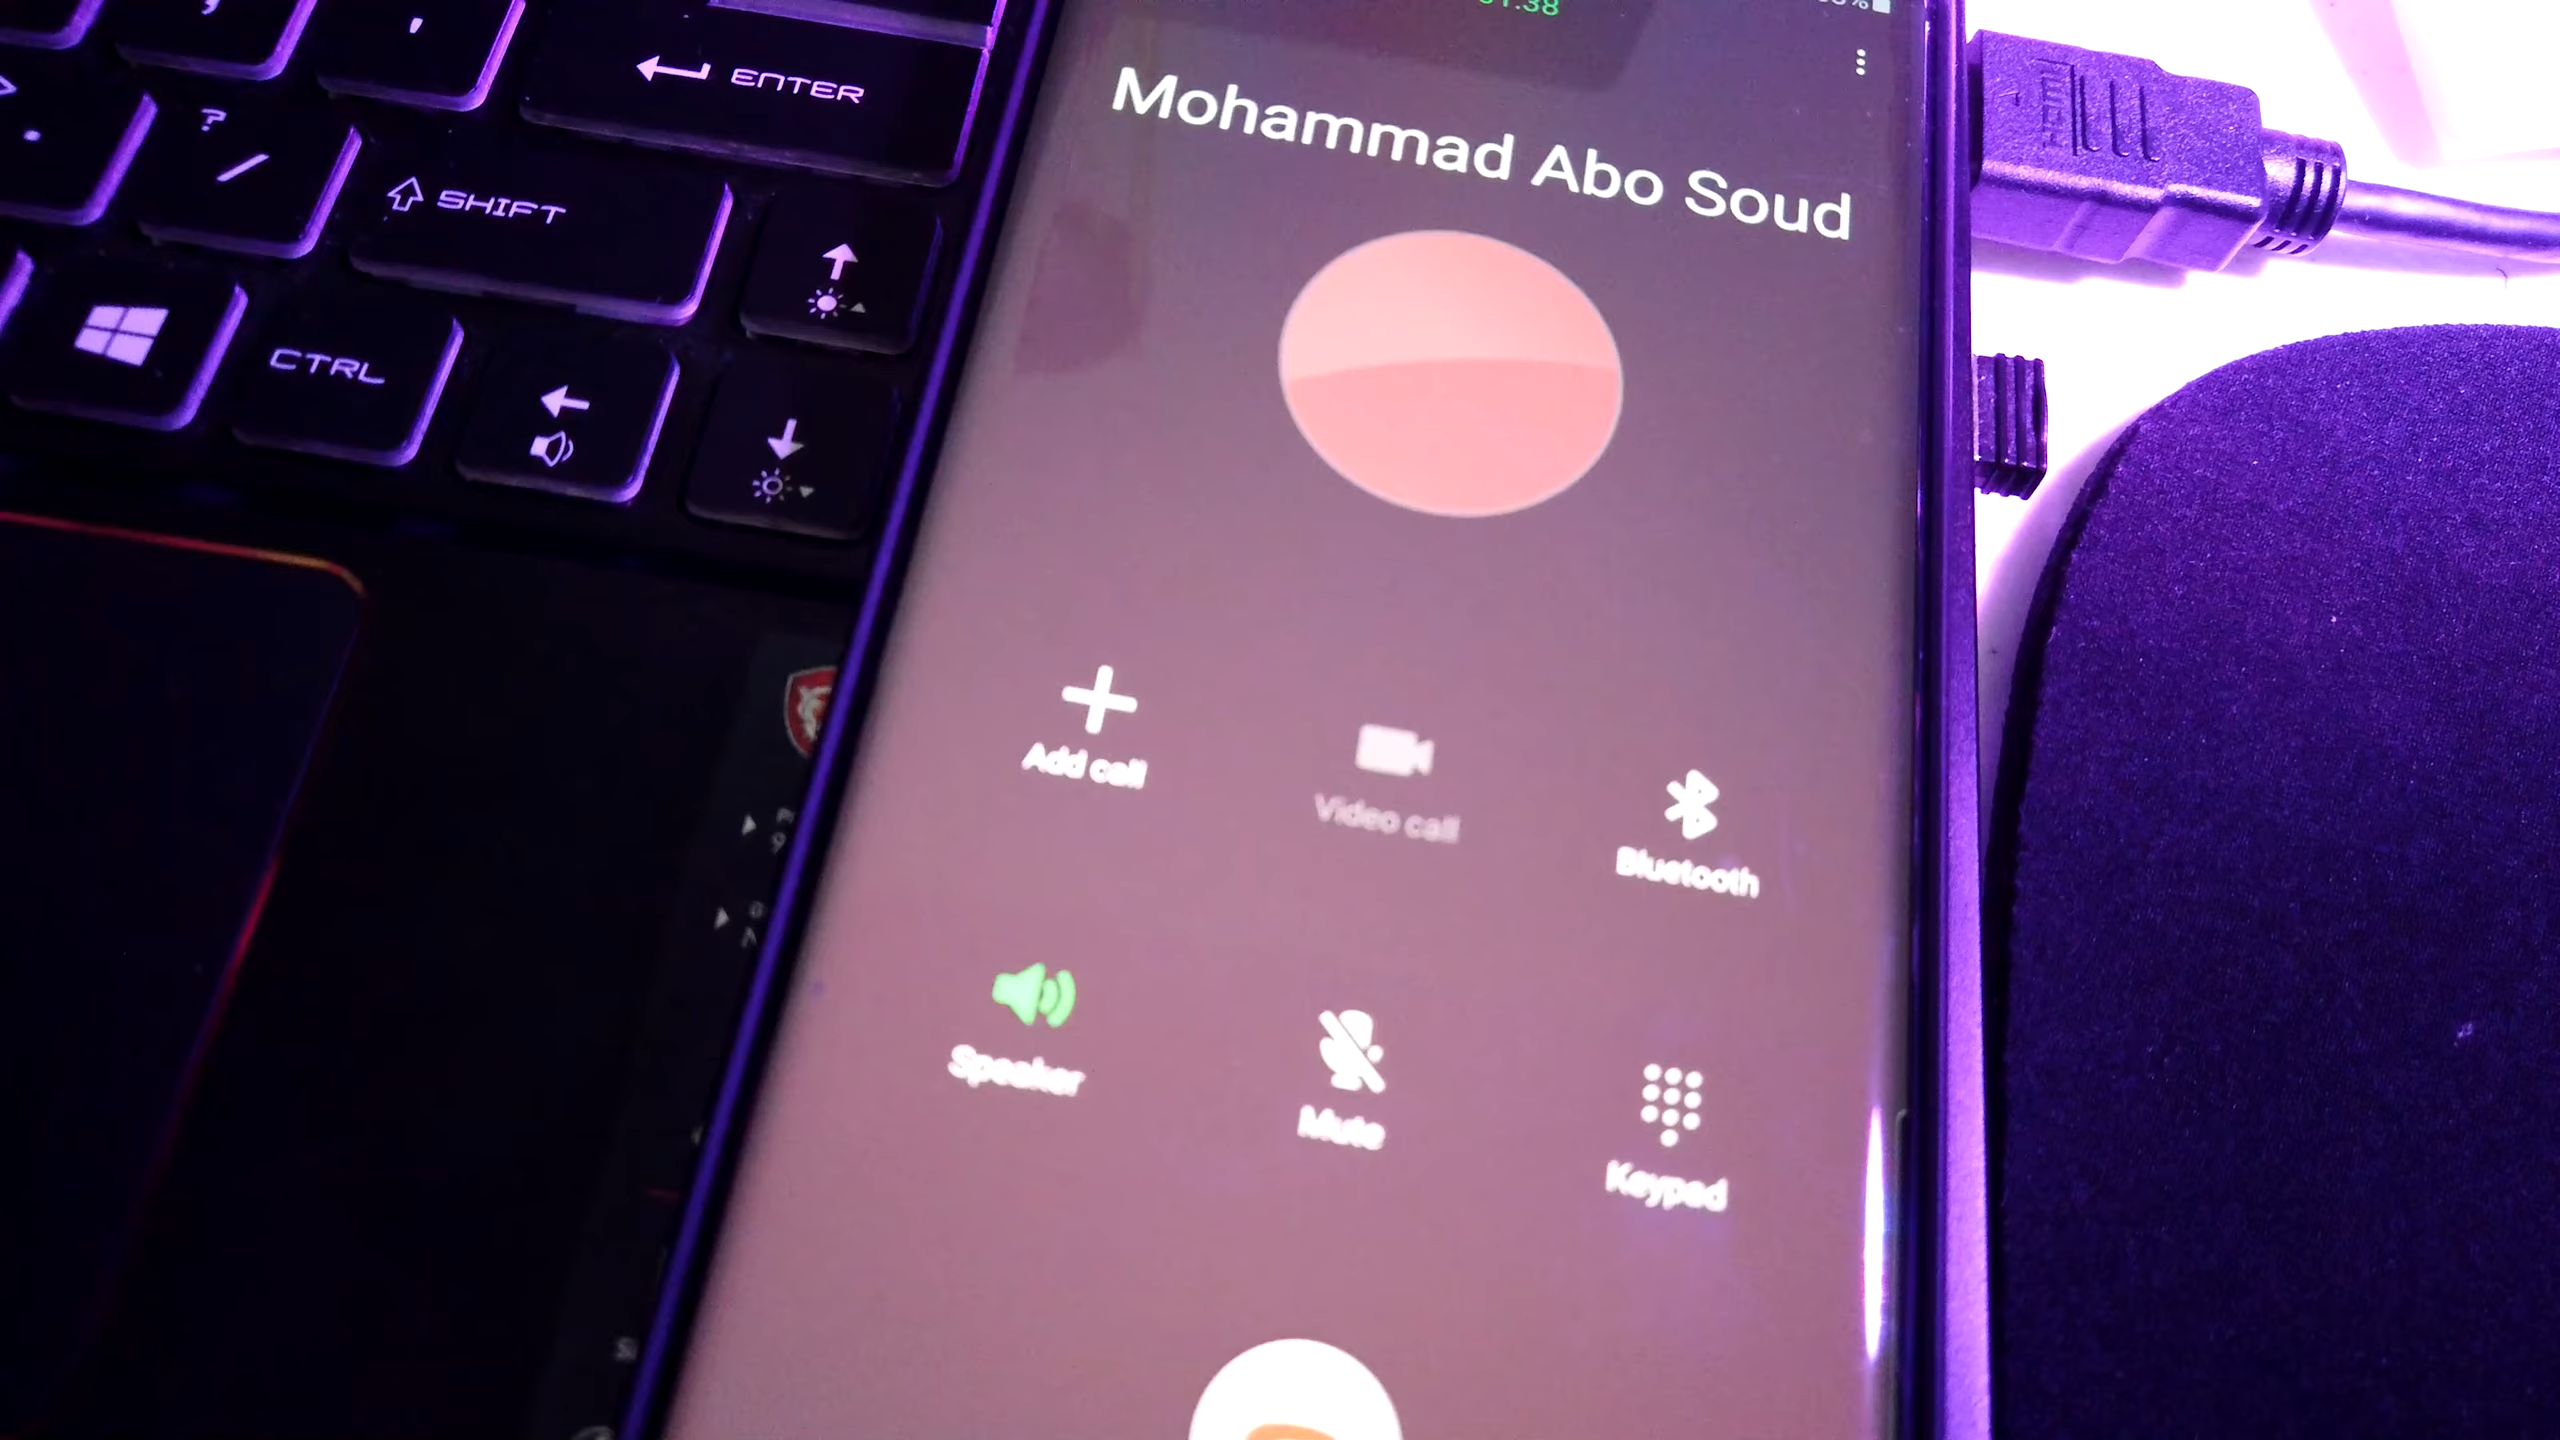 ENTER
SHIFT
CTRL
Mohammad Abo Soud
Add call
Video call
Bluetooth
Speaker
Mute
Keypad